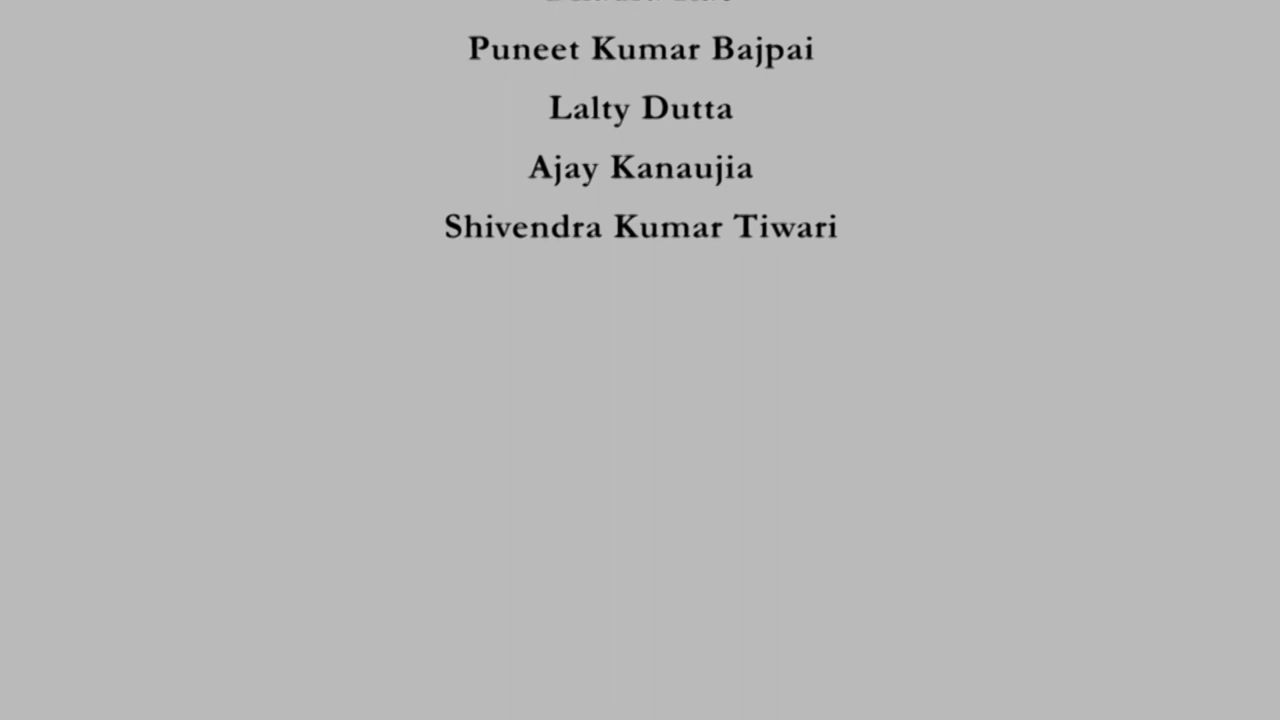 Puneet Kumar Bajpai
Lalty Dutta
Ajay Kanaujia
Shivendra Kumar Tiwari